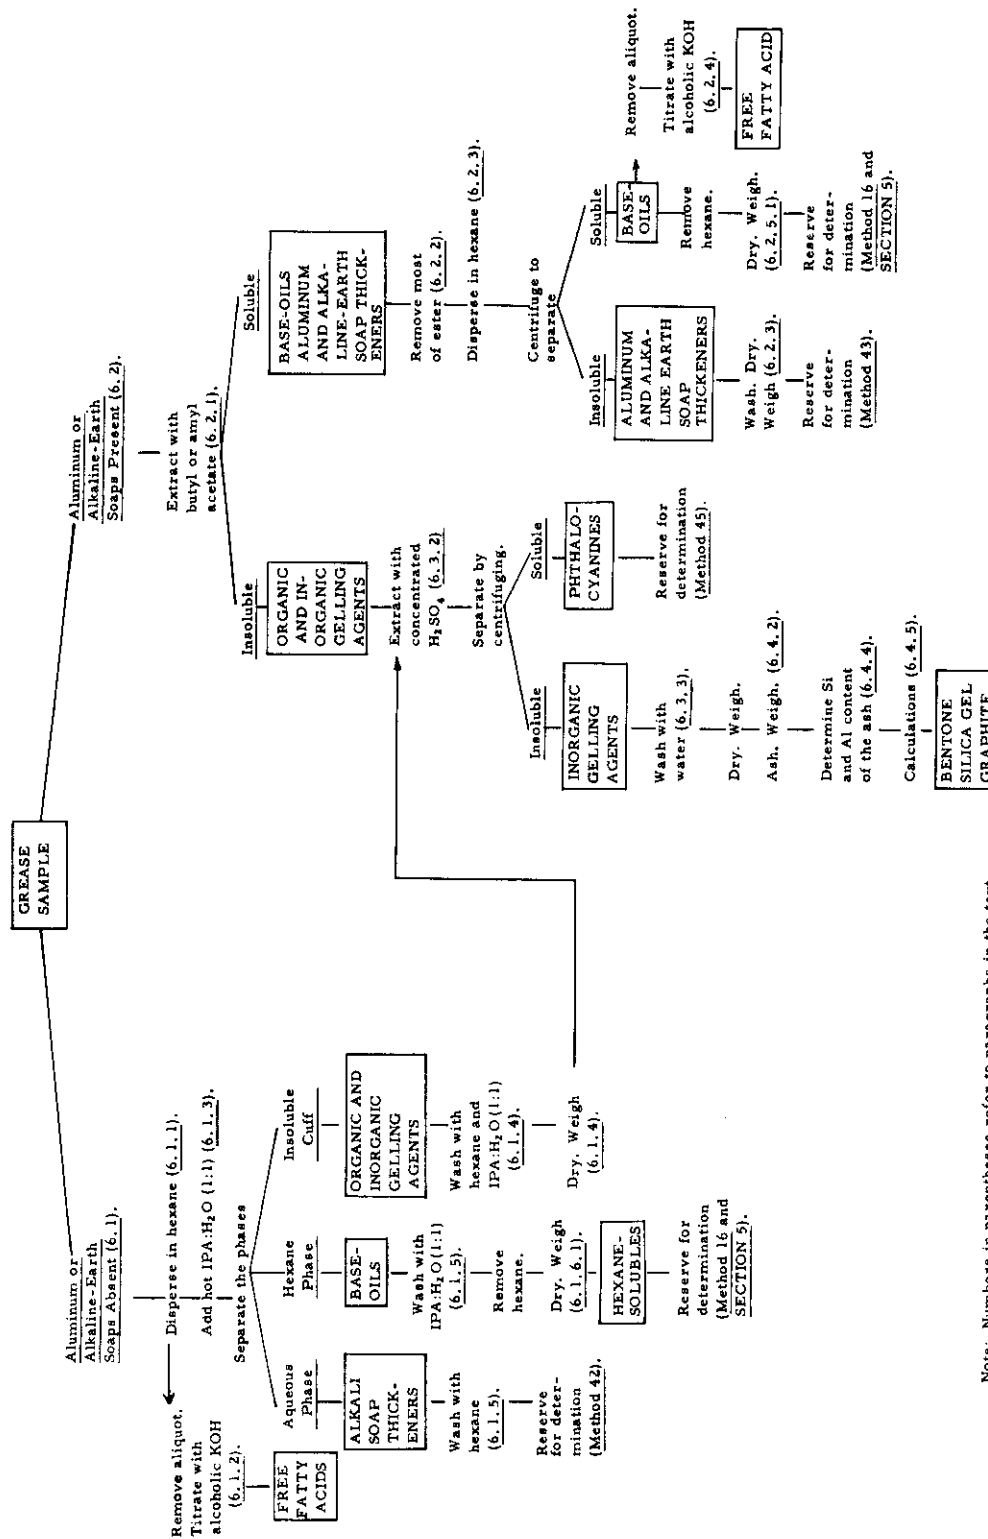 GREASE
SAMPLE
Aluminum or
Alkaline-Earth
Soaps Absent (6.1).
Disperse in hexane (6.1.1).
Remove aliquot.
Titrate with
alcoholic KOH
(6.1.2).
FREE
FATTY
ACIDS
Add hot IPA:H₂O (1:1) (6.1.3).
Separate the phases
Aqueous
Phase
ALKALI
SOAP
THICK-
ENERS
Wash with
hexane
(6.1.5).
Reserve
for deter-
mination
(Method 42).
Hexane
Phase
BASE-
OILS
Wash with
IPA:H₂O (1:1)
(6.1.5).
Remove
hexane.
Dry. Weigh
(6.1.6.1).
HEXANE-
SOLUBLES
Reserve for
determination
(Method 16 and
SECTION 5).
Insoluble
Cuff
ORGANIC AND
INORGANIC
GELLING
AGENTS
Wash with
hexane and
IPA:H₂O (1:1)
(6.1.4).
Dry. Weigh
(6.1.4).
Aluminum or
Alkaline-Earth
Soaps Present (6.2).
Extract with
butyl or amyl
acetate (6.2.1).
Insoluble
ORGANIC
AND IN-
ORGANIC
GELLING
AGENTS
Extract with
concentrated
H₂SO₄ (6.3.2)
Separate by
centrifuging.
Insoluble
INORGANIC
GELLING
AGENTS
Wash with
water (6.3.3).
Dry. Weigh.
Ash. Weigh. (6.4.2).
Determine Si
and Al content
of the ash (6.4.4).
Calculations (6.4.5).
BENTONE
SILICA GEL
GRAPHITE
Soluble
PHTHALO-
CYANINES
Reserve for
determination
(Method 45).
Soluble
BASE-OILS
ALUMINUM
AND ALKA-
LINE-EARTH
SOAP THICK-
ENERS
Remove most
of ester (6.2.2).
Disperse in hexane (6.2.3).
Centrifuge to
separate
Insoluble
ALUMINUM
AND ALKA-
LINE EARTH
SOAP
THICKENERS
Wash. Dry.
Weigh (6.2.3).
Reserve
for deter-
mination
(Method 43).
Soluble
BASE-
OILS
Remove
hexane.
Dry. Weigh.
(6.2.5.1).
Reserve
for deter-
mination
(Method 16 and
SECTION 5).
Remove aliquot.
Titrate with
alcoholic KOH
(6.2.4).
FREE
FATTY ACID
Note: Numbers in parentheses refer to paragraphs in the text.